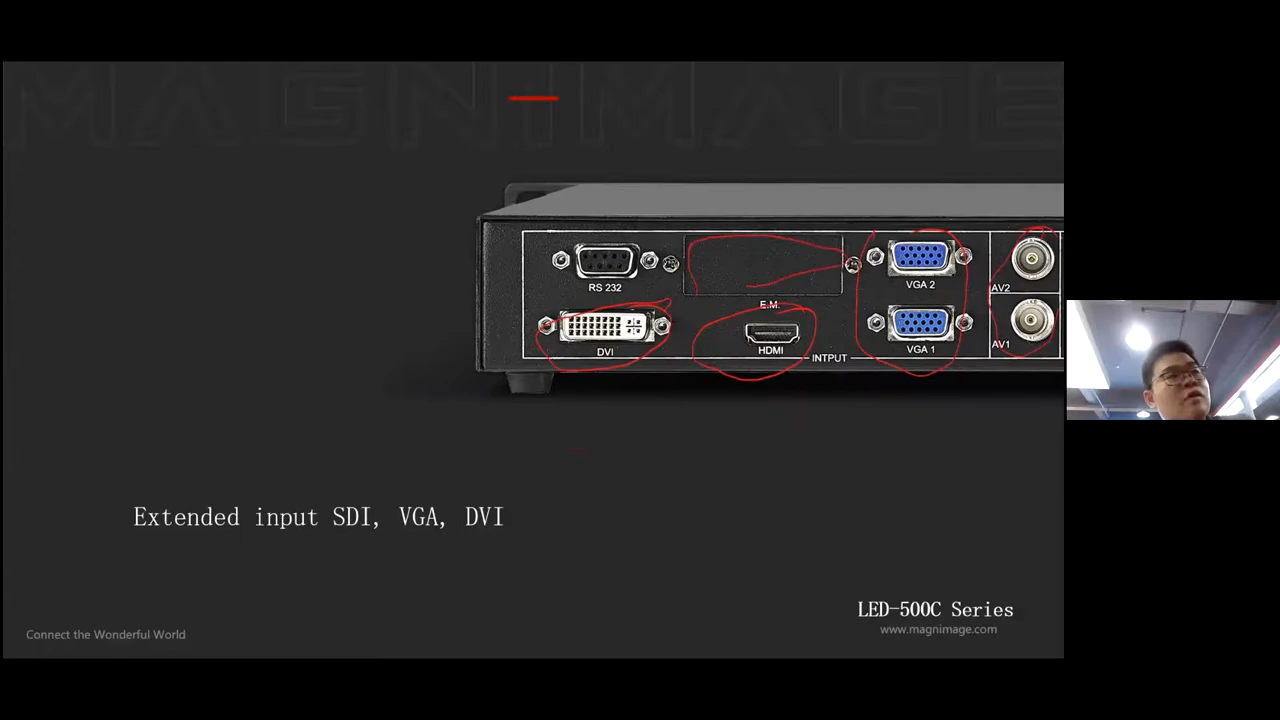 MAGNIMAGE
RS 232
VGA 2
AV2
E.M.
DVI
HDMI
VGA 1
AV1
INTPUT
Extended input SDI, VGA, DVI
LED-500C Series
Connect the Wonderful World
www.magnimage.com